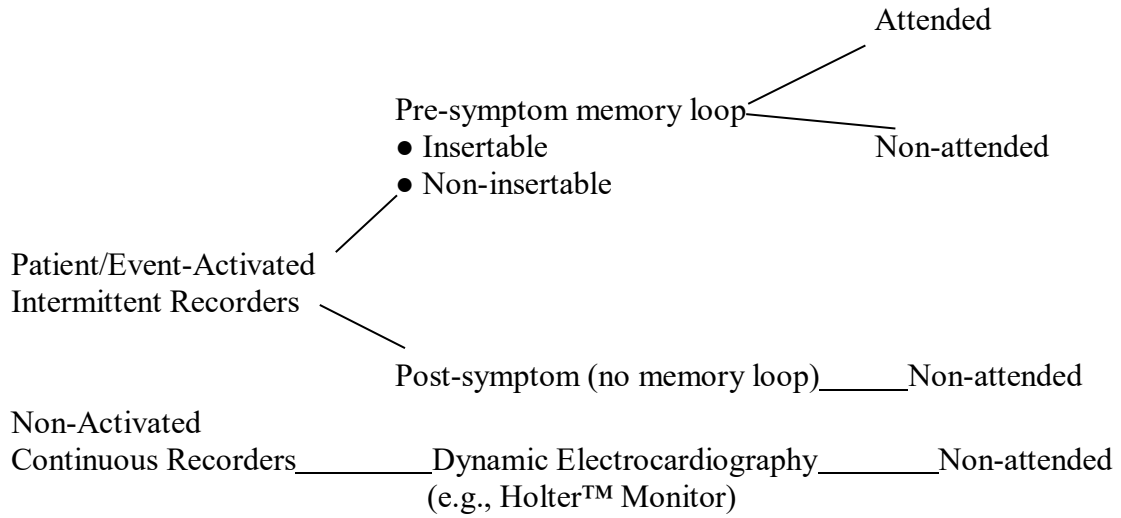 Attended
Pre-symptom memory loop
● Insertable
Non-attended
● Non-insertable
Patient/Event-Activated
Intermittent Recorders
Post-symptom (no memory loop) Non-attended
Non-Activated
Continuous Recorders Dynamic Electrocardiography Non-attended
(e.g., Holter™ Monitor)